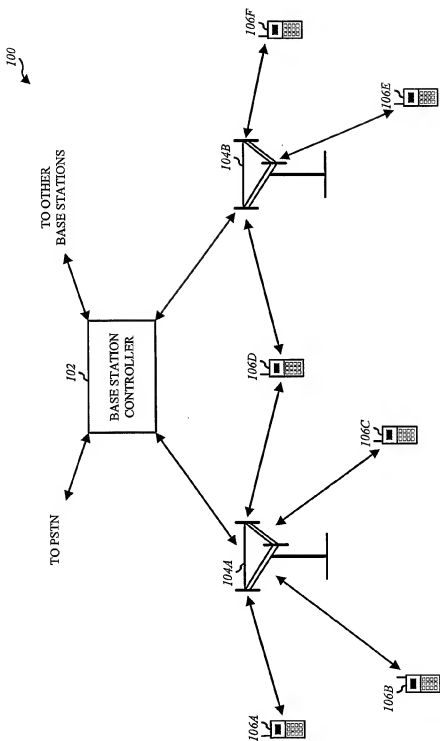 100
TO OTHER
BASE STATIONS
TO PSTN
102
BASE STATION
CONTROLLER
104A
104B
106A
106B
106C
106D
106E
106F